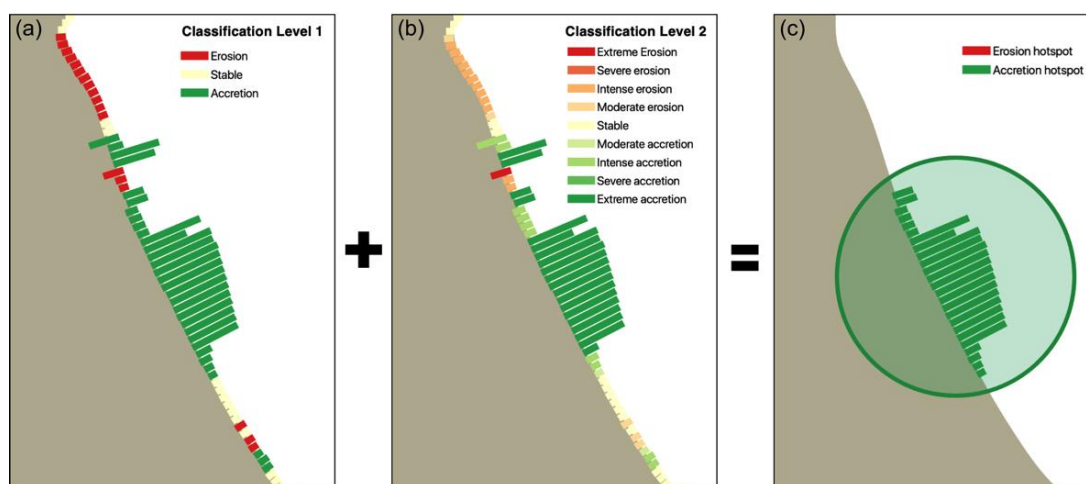 (a)
Classification Level 1
Erosion
Stable
Accretion
(b)
Classification Level 2
Extreme Erosion
Severe erosion
Intense erosion
Moderate erosion
Stable
Moderate accretion
Intense accretion
Severe accretion
Extreme accretion
(c)
Erosion hotspot
Accretion hotspot
+
=